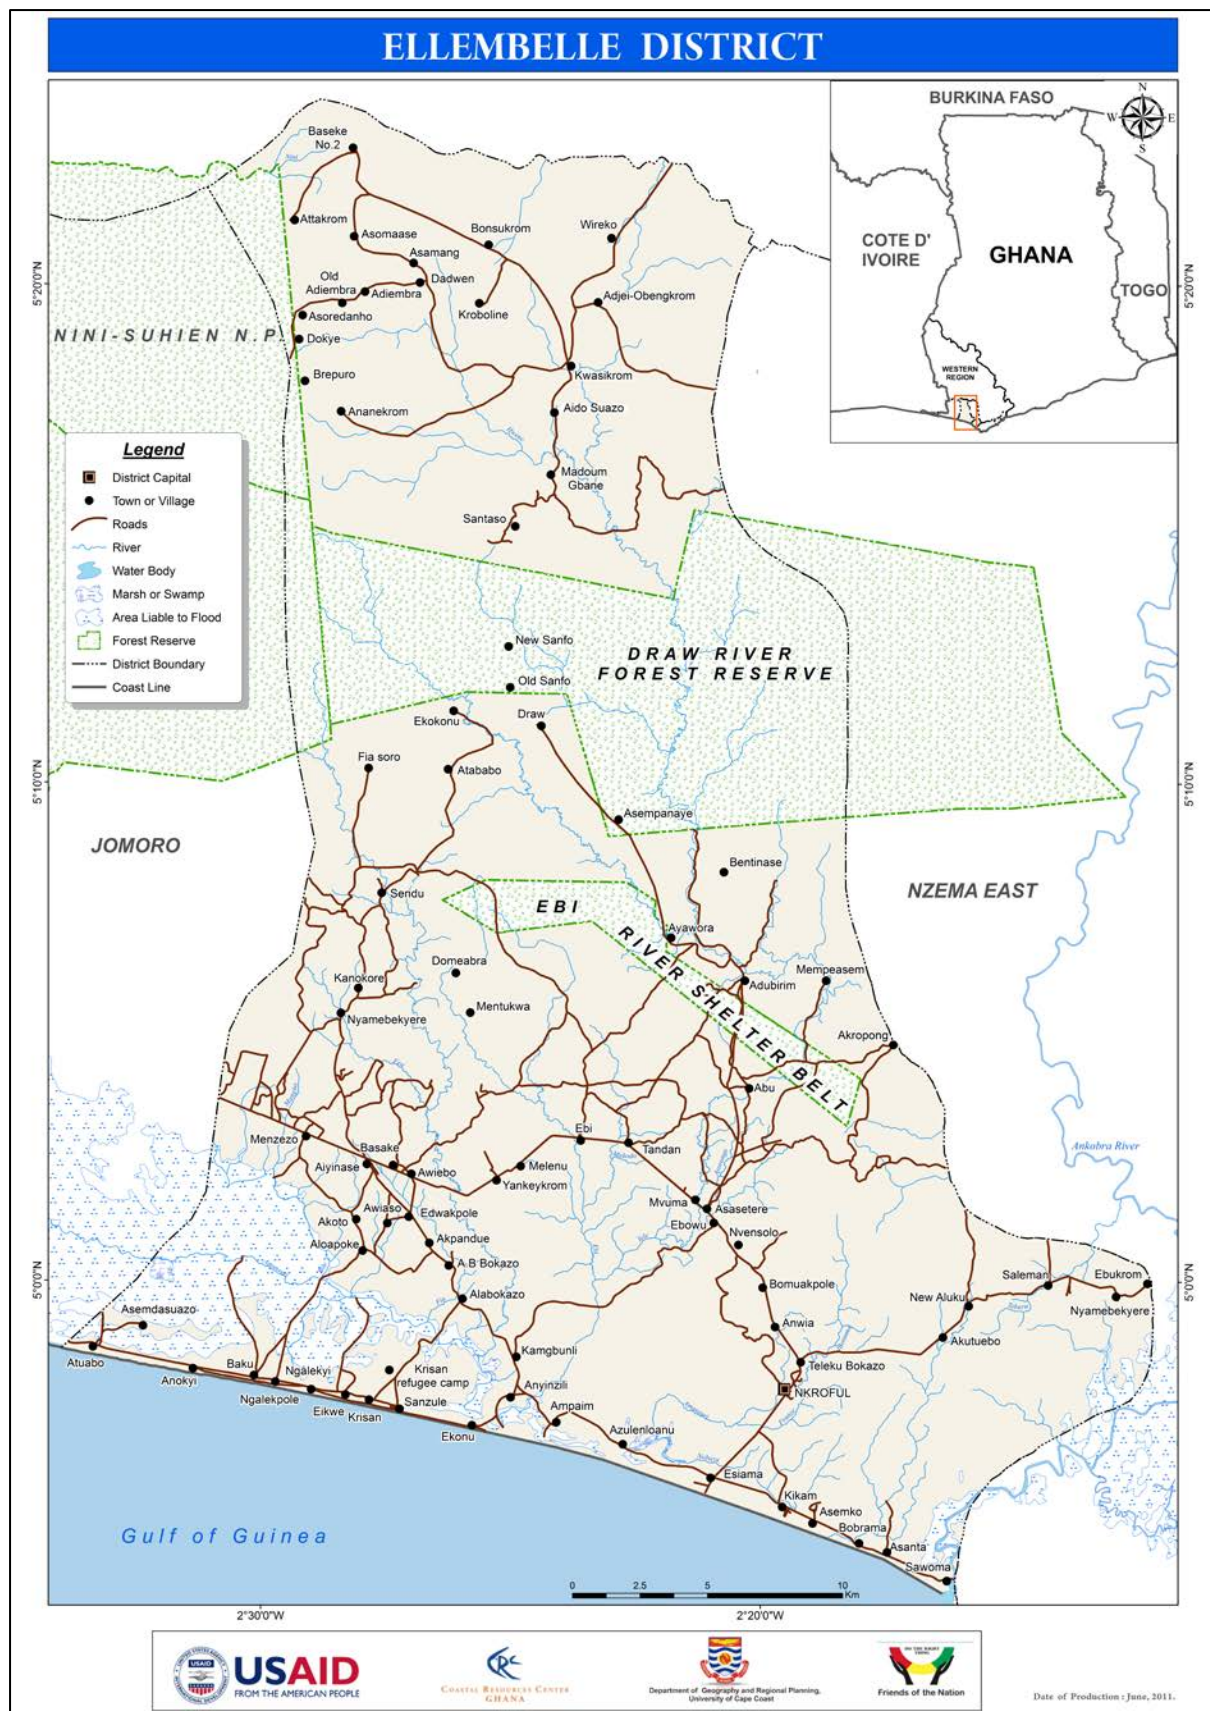 ELLEMBELLE DISTRICT
BURKINA FASO
N
W
E
S
COTE D'
IVOIRE
GHANA
TOGO
WESTERN
REGION
Baseke
No.2
Attakrom
Asomaase
Bonsukrom
Wireko
Asamang
Old
Adiembra
Adiembra
Dadwen
Kroboline
Adjei-Obengkrom
Asoredanho
NINI-SUHIEN N.P.
Dokye
Brepuro
Kwasikrom
Ananekrom
Aido Suazo
Madoum
Gbane
Santaso
Legend
District Capital
Town or Village
Roads
River
Water Body
Marsh or Swamp
Area Liable to Flood
Forest Reserve
District Boundary
Coast Line
New Sanfo
DRAW RIVER
FOREST RESERVE
Old Sanfo
Ekokonu
Draw
Fia soro
Atababo
Asempanaye
JOMORO
Bentinase
NZEMA EAST
Sendu
EBI
RIVER SHELTER BELT
Ayawora
Domeabra
Kanokore
Mempeasem
Adubirim
Mentukwa
Nyamebekyere
Akropong
Abu
Ebi
Menzezo
Basake
Tandan
Ankobra River
Aiyinase
Awiebo
Melenu
Yankeykrom
Mvuma
Asasetere
Awiaso
Edwakpole
Akoto
Ebowu
Nvensolo
Aloapoke
Akpandue
A B Bokazo
Bomuakpole
Saleman
Ebukrom
Alabokazo
New Aluku
Nyamebekyere
Asemdasuazo
Anwia
Akutuebo
Atuabo
Kamgbunli
Teleku Bokazo
Anokyi
Baku
Ngalekyi
Krisan
refugee camp
NKROFUL
Ngalekpole
Eikwe
Krisan
Sanzule
Anyinzili
Ampaim
Ekonu
Azulenloanu
Esiama
Kikam
Asemko
Bobrama
Asanta
Sawoma
Gulf of Guinea
0 2.5 5 10
Km
5°20'0"N
5°20'0"N
5°10'0"N
5°10'0"N
5°0'0"N
5°0'0"N
2°30'0"W
2°20'0"W
USAID
FROM THE AMERICAN PEOPLE
COASTAL RESOURCES CENTER
GHANA
Department of Geography and Regional Planning,
University of Cape Coast
Friends of the Nation
Date of Production : June, 2011.